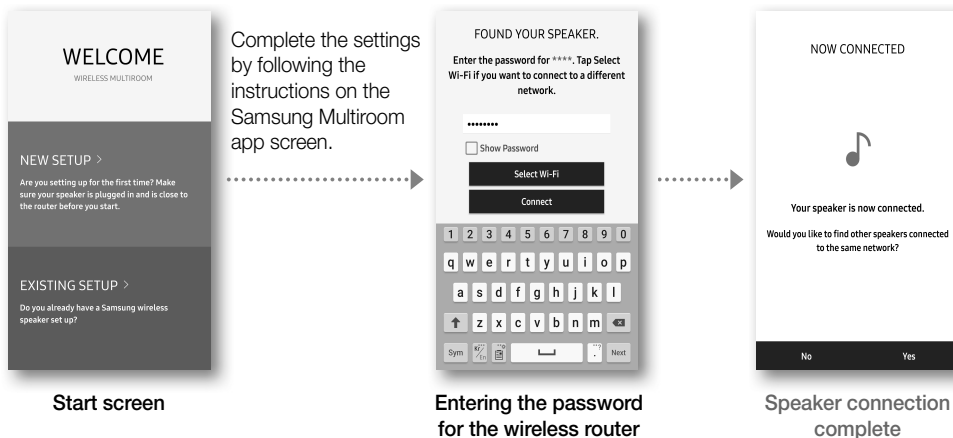 WELCOME
WIRELESS MULTIROOM
NEW SETUP >
Are you setting up for the first time? Make
sure your speaker is plugged in and is close to
the router before you start.
EXISTING SETUP >
Do you already have a Samsung wireless
speaker set up?
Start screen
Complete the settings
by following the
instructions on the
Samsung Multiroom
app screen.
FOUND YOUR SPEAKER.
Enter the password for ****. Tap Select
Wi-Fi if you want to connect to a different
network.
••••••••
Show Password
Select Wi-Fi
Connect
1 2 3 4 5 6 7 8 9 0
q w e r t y u i o p
a s d f g h j k l
z x c v b n m
Sym En . Next
Entering the password
for the wireless router
NOW CONNECTED
Your speaker is now connected.
Would you like to find other speakers connected
to the same network?
No Yes
Speaker connection
complete